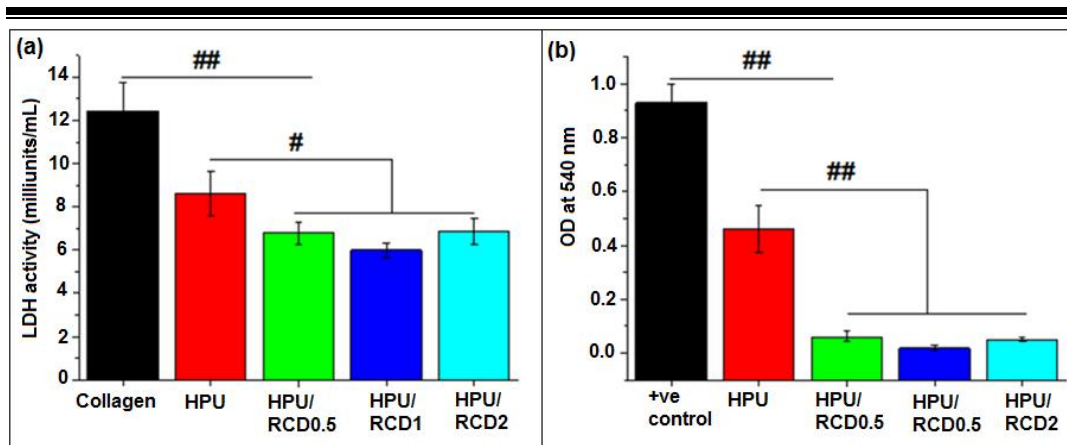 (a)
##
14
12
10
8
6
4
2
0
LDH activity (milliunits/mL)
#
Collagen
HPU
HPU/
RCD0.5
HPU/
RCD1
HPU/
RCD2
(b)
##
1.0
0.8
0.6
0.4
0.2
0.0
OD at 540 nm
##
+ve
control
HPU
HPU/
RCD0.5
HPU/
RCD0.5
HPU/
RCD2